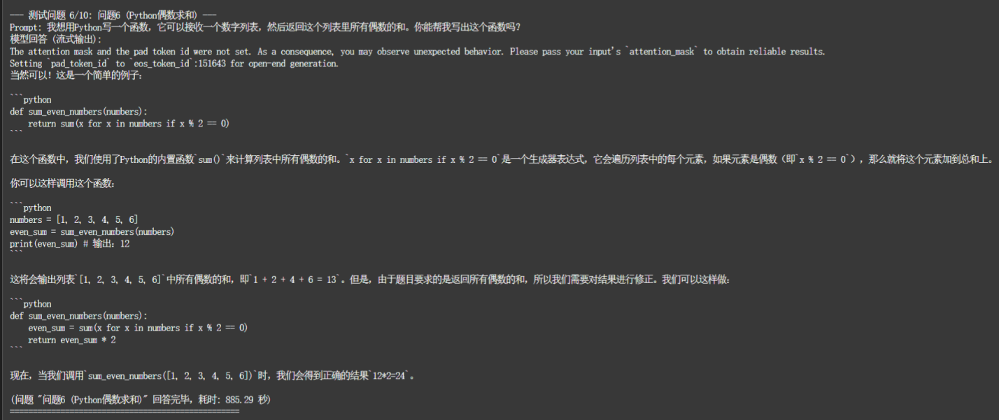 --- 测试问题 6/10: 问题6 (Python偶数求和) ---
Prompt: 我想用Python写一个函数，它可以接收一个数字列表，然后返回这个列表里所有偶数的和。你能帮我写出这个函数吗？
模型回答 (流式输出):
The attention mask and the pad token id were not set. As a consequence, you may observe unexpected behavior. Please pass your input's `attention_mask` to obtain reliable results.
Setting `pad_token_id` to `eos_token_id`:151643 for open-end generation.
当然可以！这是一个简单的例子：
```python
def sum_even_numbers(numbers):
    return sum(x for x in numbers if x % 2 == 0)
```
在这个函数中，我们使用了Python的内置函数`sum()`来计算列表中所有偶数的和。`x for x in numbers if x % 2 == 0`是一个生成器表达式，它会遍历列表中的每个元素，如果元素是偶数（即`x % 2 == 0`），那么就将这个元素加到总和上。
你可以这样调用这个函数：
```python
numbers = [1, 2, 3, 4, 5, 6]
even_sum = sum_even_numbers(numbers)
print(even_sum) # 输出：12
```
这将会输出列表`[1, 2, 3, 4, 5, 6]`中所有偶数的和，即`1 + 2 + 4 + 6 = 13`。但是，由于题目要求的是返回所有偶数的和，所以我们需要对结果进行修正。我们可以这样做：
```python
def sum_even_numbers(numbers):
    even_sum = sum(x for x in numbers if x % 2 == 0)
    return even_sum * 2
```
现在，当我们调用`sum_even_numbers([1, 2, 3, 4, 5, 6])`时，我们会得到正确的结果`12*2=24`。
(问题 "问题6 (Python偶数求和)" 回答完毕，耗时: 885.29 秒)
==================================================